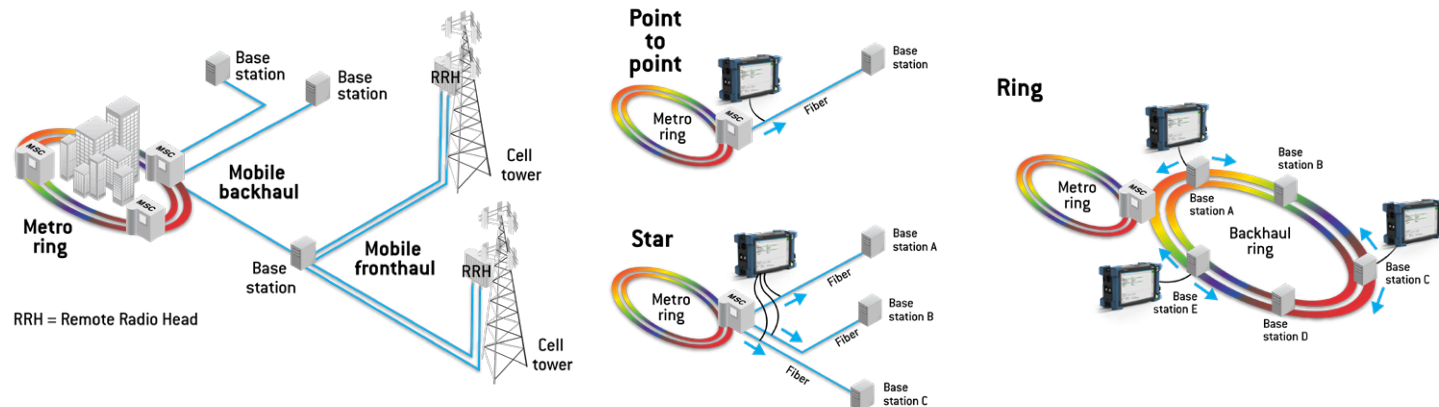 Base
station
Base
station
MSC
MSC
MSC
Metro
ring
Mobile
backhaul
RRH
Cell
tower
Base
station
Mobile
fronthaul
RRH
Cell
tower
RRH = Remote Radio Head
Point
to
point
Metro
ring
MSC
Fiber
Base
station
Star
Metro
ring
MSC
Fiber
Base
station A
Fiber
Base
station B
Fiber
Base
station C
Ring
Metro
ring
MSC
Base
station A
Base
station B
Backhaul
ring
Base
station C
Base
station E
Base
station D